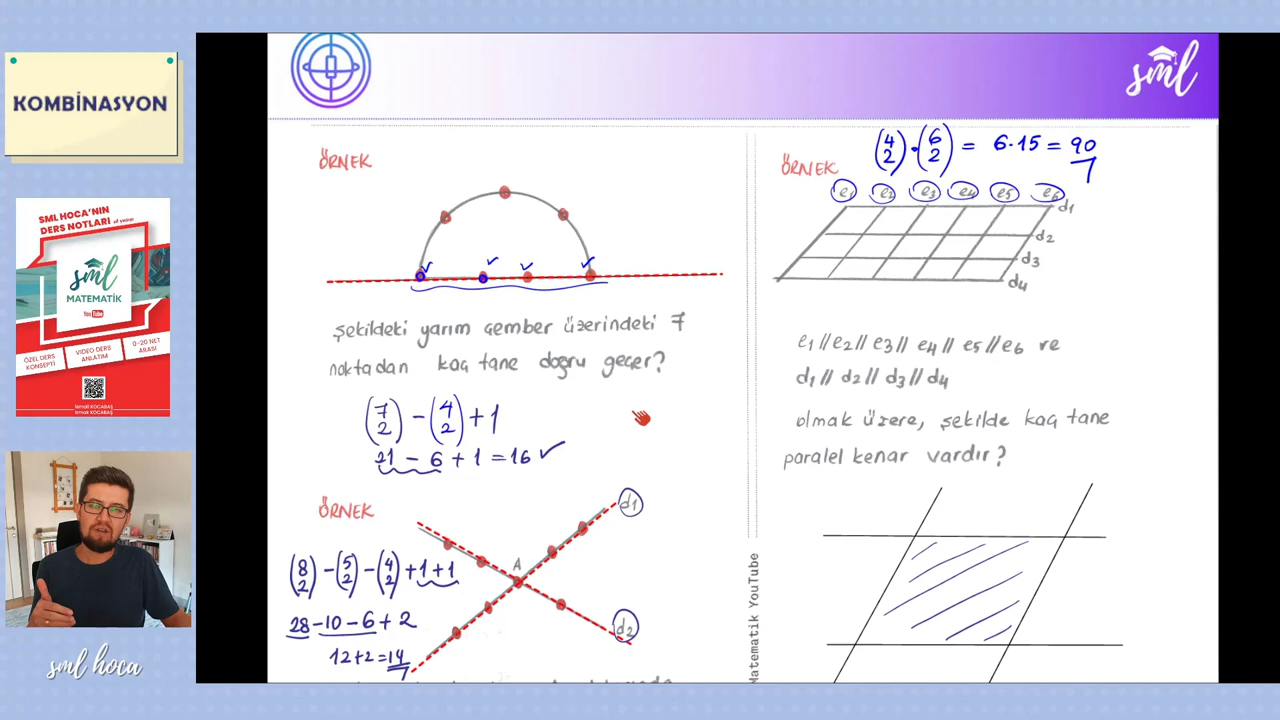 KOMBİNASYON
SML HOCA'NIN
DERS NOTLARI
sml
MATEMATİK
YouTube
ÖZEL DERS
KONSEPTİ
VIDEO DERS
ANLATIM
0-20 NET
ARASI
sml hoca
sml
ÖRNEK
şekildeki yarım çember üzerindeki 7
noktadan kaç tane doğru geçer?
(7 2) - (4 2) + 1
21 - 6 + 1 = 16 ✓
ÖRNEK
d1
A
(8 2) - (5 2) - (4 2) + 1 + 1
28 - 10 - 6 + 2
d2
12 + 2 = 14
Matematik YouTube
(4 2) · (6 2) = 6·15 = 90
ÖRNEK
e1 e2 e3 e4 e5 e6
d1
d2
d3
d4
e1 // e2 // e3 // e4 // e5 // e6 ve
d1 // d2 // d3 // d4
olmak üzere, şekilde kaç tane
paralel kenar vardır?